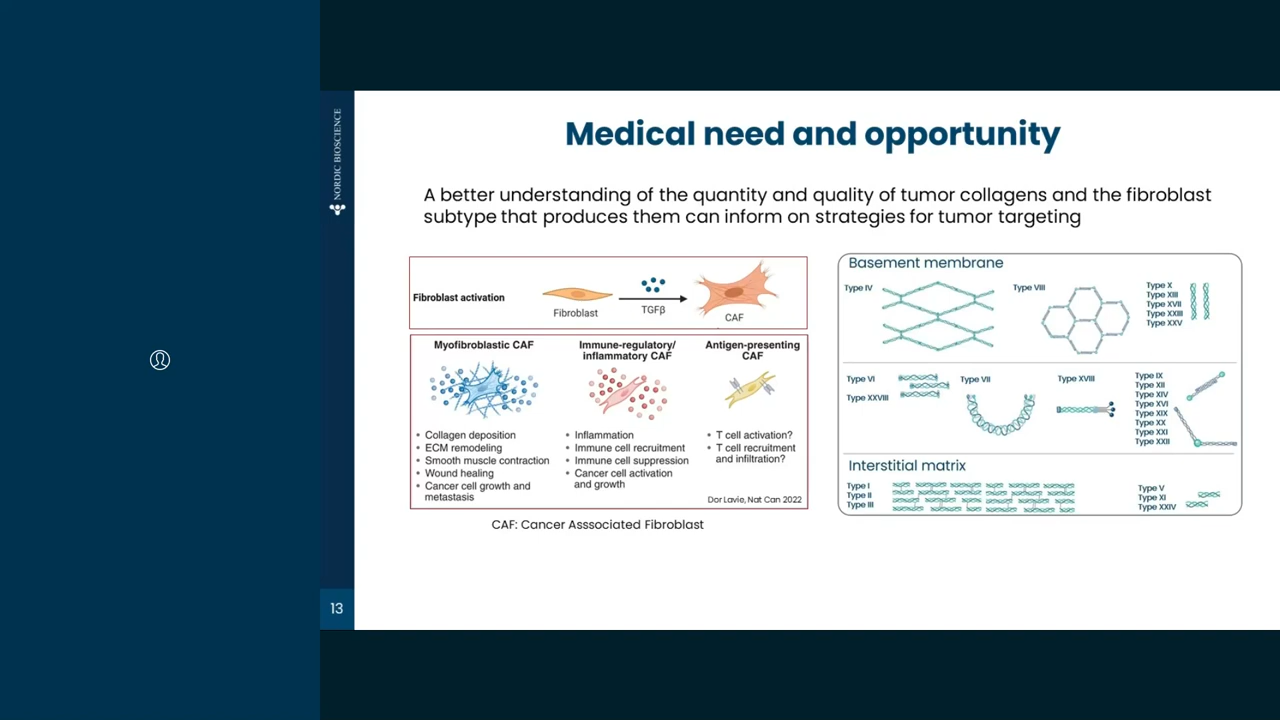 NORDIC BIOSCIENCE
Medical need and opportunity
A better understanding of the quantity and quality of tumor collagens and the fibroblast
subtype that produces them can inform on strategies for tumor targeting
Fibroblast activation
Fibroblast
TGFβ
CAF
Myofibroblastic CAF
• Collagen deposition
• ECM remodeling
• Smooth muscle contraction
• Wound healing
• Cancer cell growth and
metastasis
Immune-regulatory/
inflammatory CAF
• Inflammation
• Immune cell recruitment
• Immune cell suppression
• Cancer cell activation
and growth
Antigen-presenting
CAF
• T cell activation?
• T cell recruitment
and infiltration?
Dor Lavie, Nat Can 2022
CAF: Cancer Asssociated Fibroblast
Basement membrane
Type IV
Type VIII
Type X
Type XIII
Type XVII
Type XXIII
Type XXV
Type VI
Type XXVIII
Type VII
Type XVIII
Type IX
Type XII
Type XIV
Type XVI
Type XIX
Type XX
Type XXI
Type XXII
Interstitial matrix
Type I
Type II
Type III
Type V
Type XI
Type XXIV
13